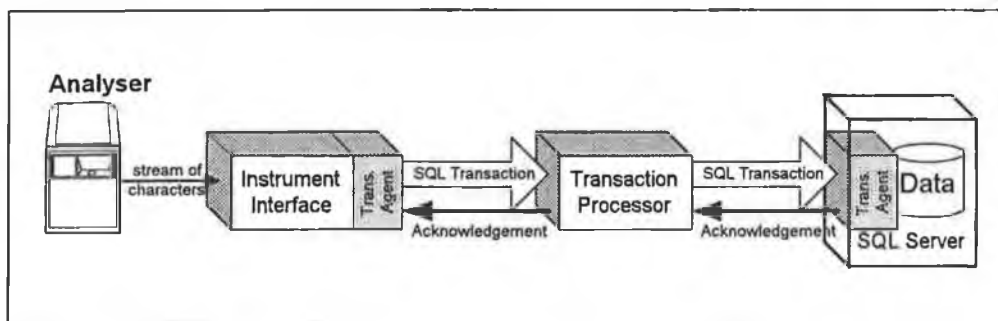 Analyser
stream of
characters
Instrument
Interface
Trans.
Agent
SQL Transaction
Acknowledgement
Transaction
Processor
SQL Transaction
Acknowledgement
Trans.
Agent
Data
SQL Server